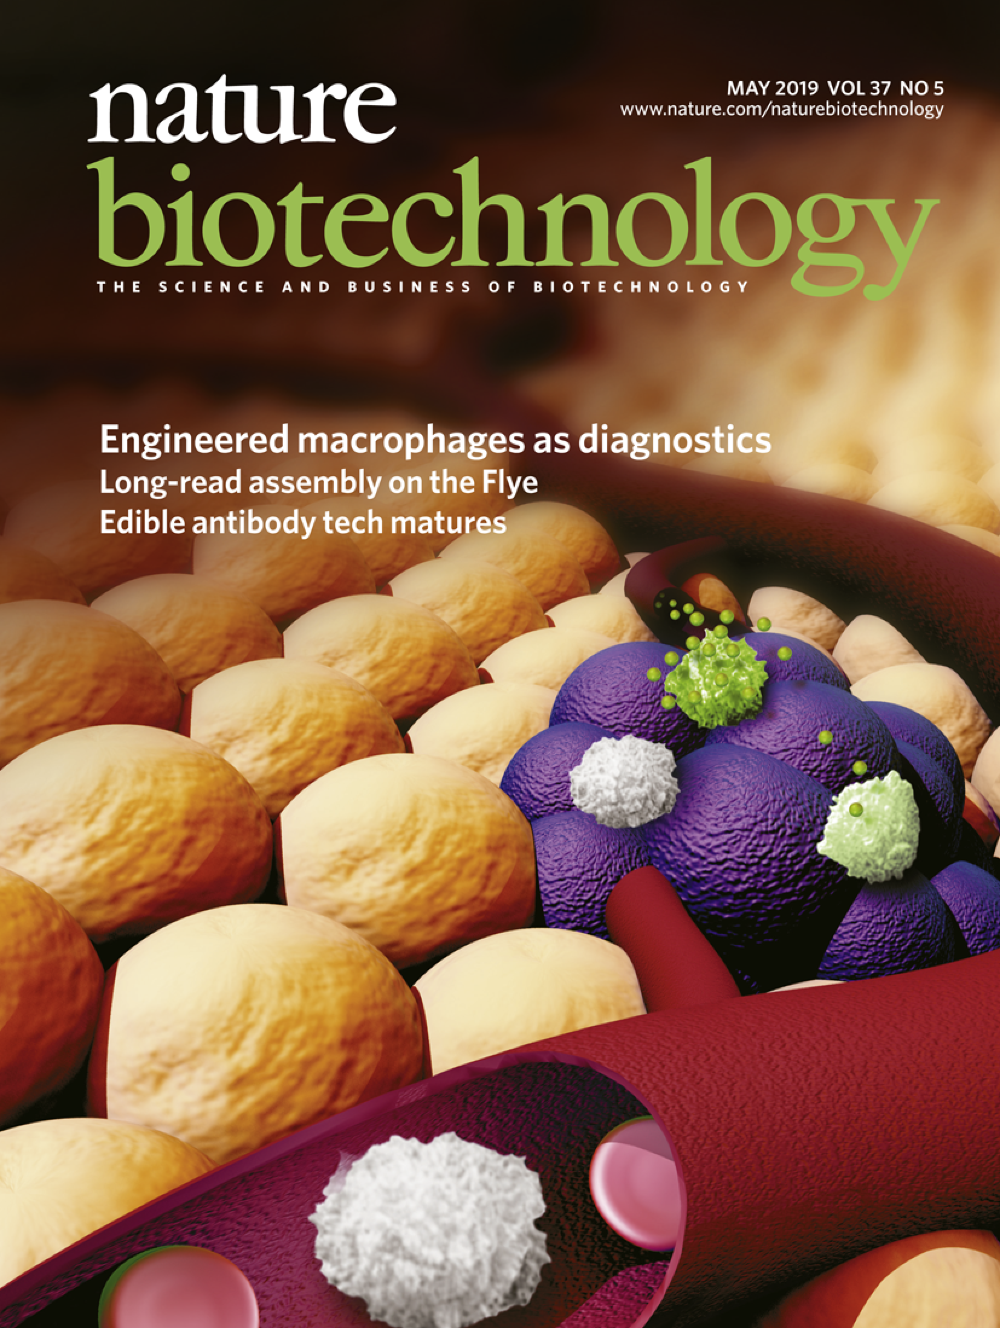 nature
MAY 2019 VOL 37 NO 5
www.nature.com/naturebiotechnology
biotechnology
THE SCIENCE AND BUSINESS OF BIOTECHNOLOGY
Engineered macrophages as diagnostics
Long-read assembly on the Flye
Edible antibody tech matures